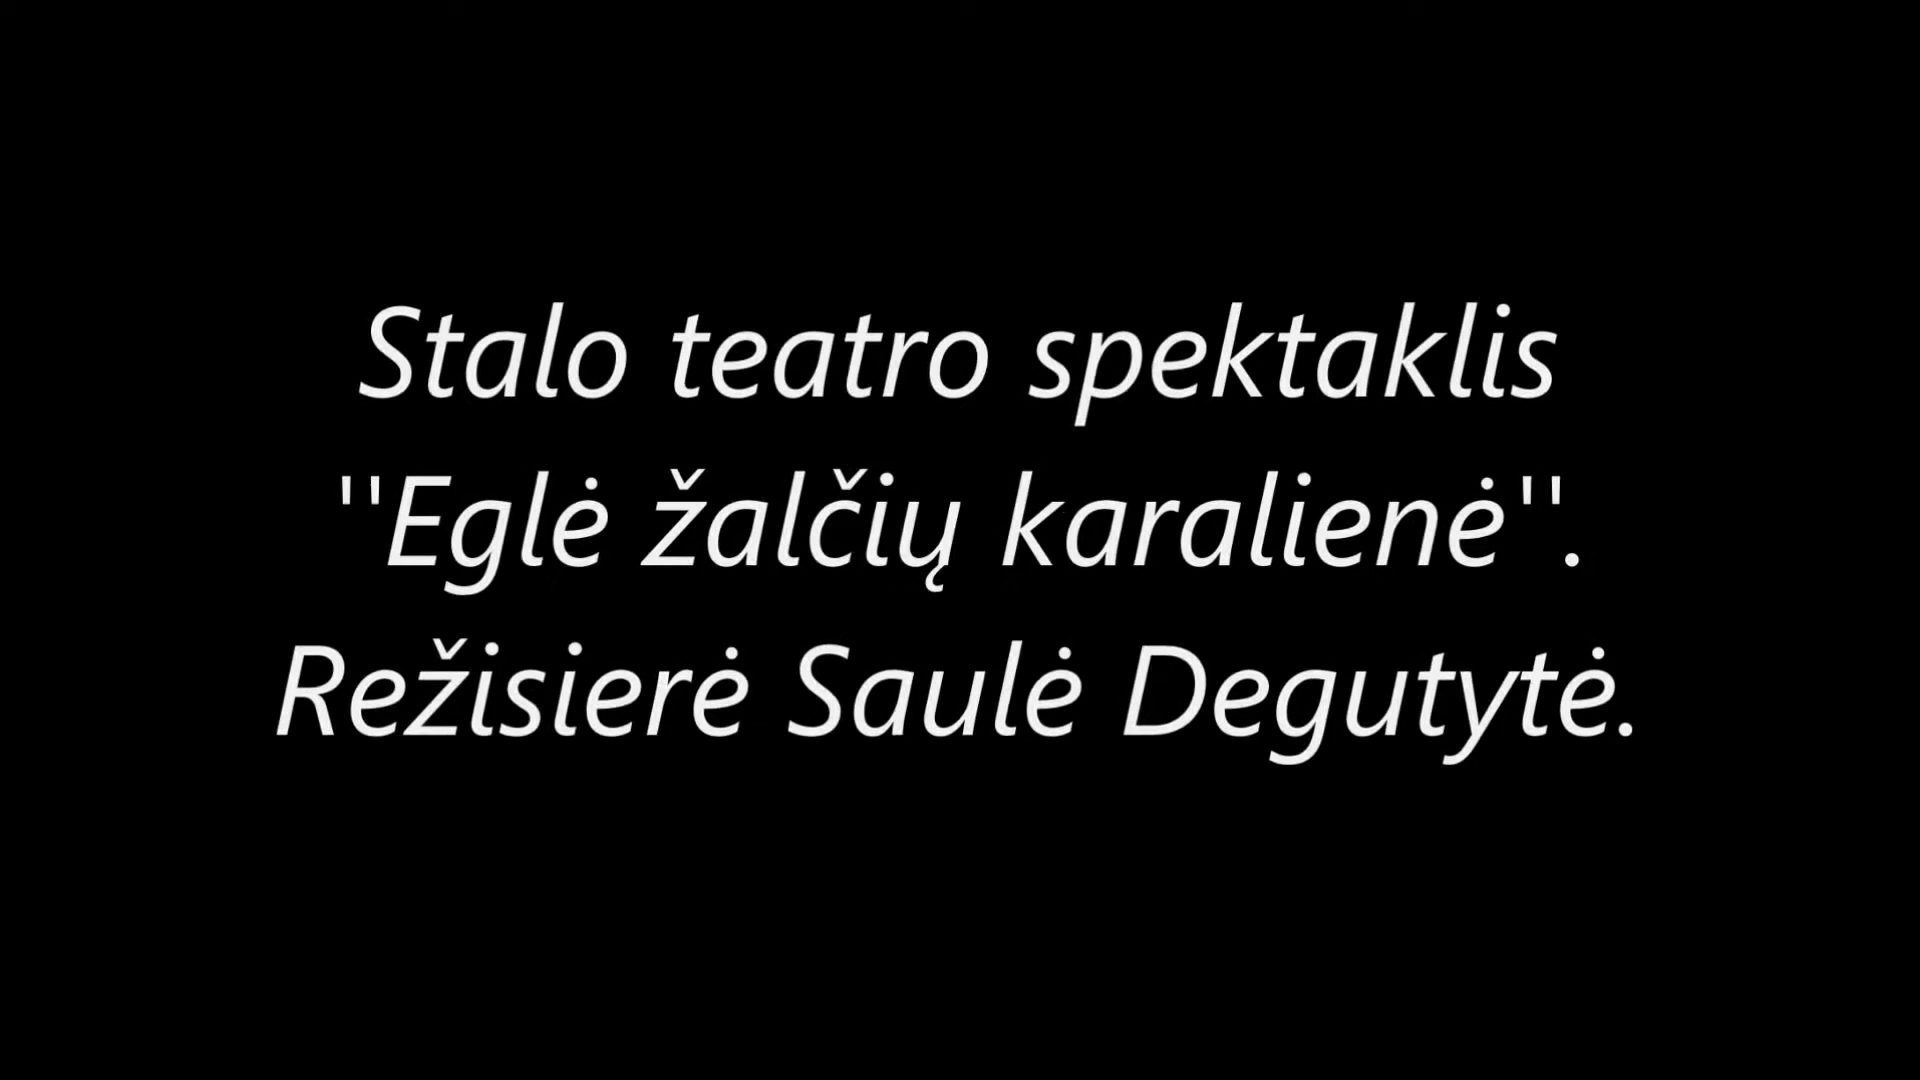 Stalo teatro spektaklis
''Eglė žalčių karalienė''.
Režisierė Saulė Degutytė.